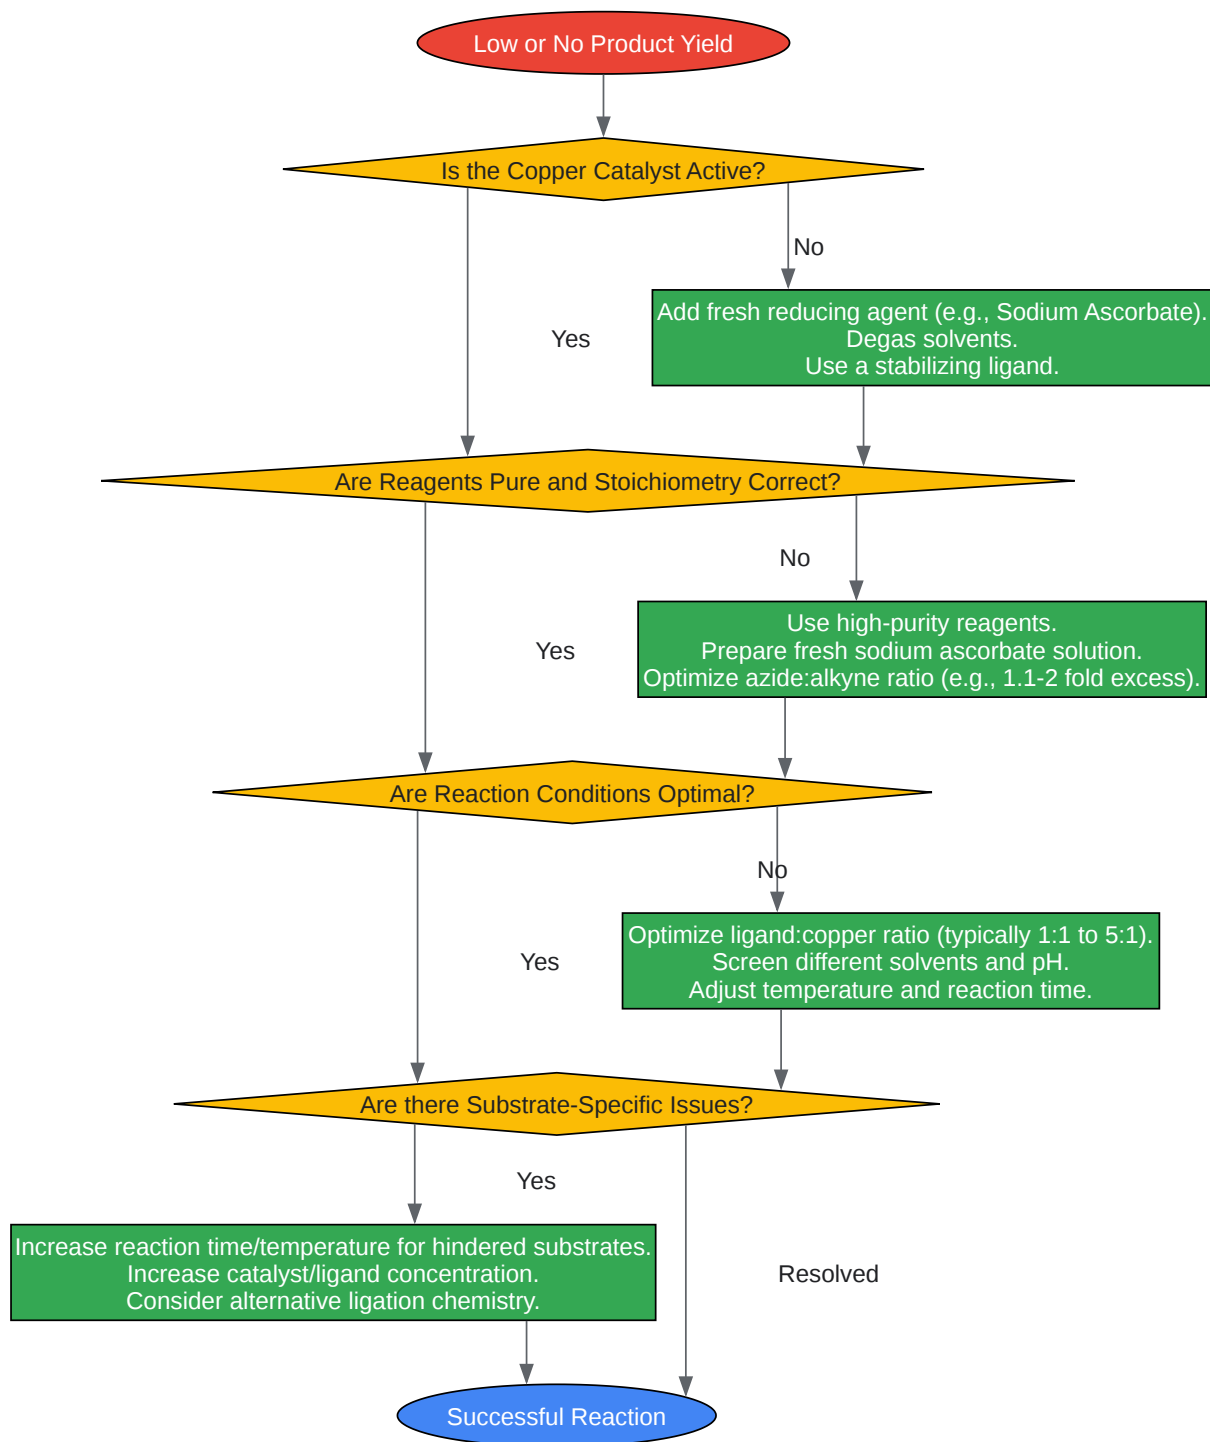 Low or No Product Yield
Is the Copper Catalyst Active?
No
Yes
Add fresh reducing agent (e.g., Sodium Ascorbate).
Degas solvents.
Use a stabilizing ligand.
Are Reagents Pure and Stoichiometry Correct?
No
Yes
Use high-purity reagents.
Prepare fresh sodium ascorbate solution.
Optimize azide:alkyne ratio (e.g., 1.1-2 fold excess).
Are Reaction Conditions Optimal?
No
Yes
Optimize ligand:copper ratio (typically 1:1 to 5:1).
Screen different solvents and pH.
Adjust temperature and reaction time.
Are there Substrate-Specific Issues?
Yes
Increase reaction time/temperature for hindered substrates.
Increase catalyst/ligand concentration.
Consider alternative ligation chemistry.
Resolved
Successful Reaction